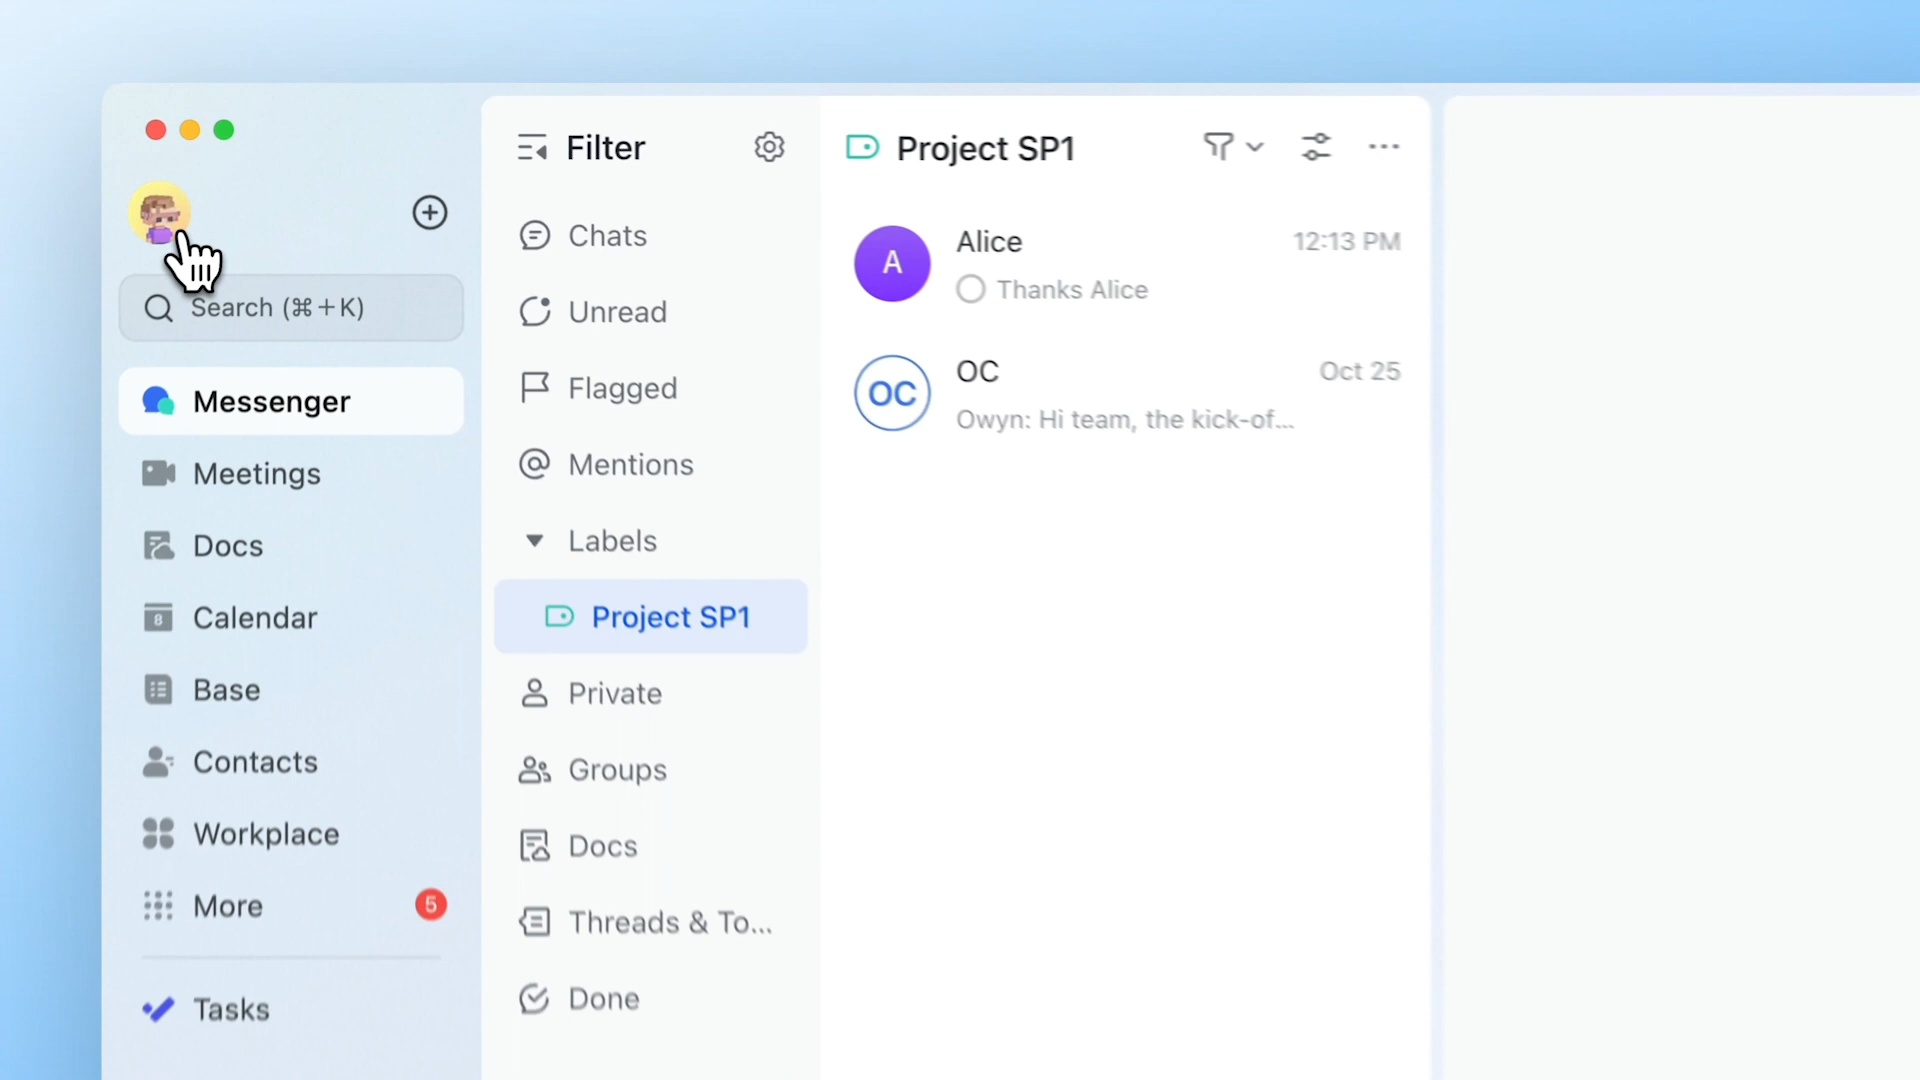 Search (⌘+K)
Messenger
Meetings
Docs
8
Calendar
Base
Contacts
Workplace
More
5
Tasks
Filter
Chats
Unread
Flagged
Mentions
Labels
Project SP1
Private
Groups
Docs
Threads & To...
Done
Project SP1
A
Alice
12:13 PM
Thanks Alice
OC
OC
Oct 25
Owyn: Hi team, the kick-of...